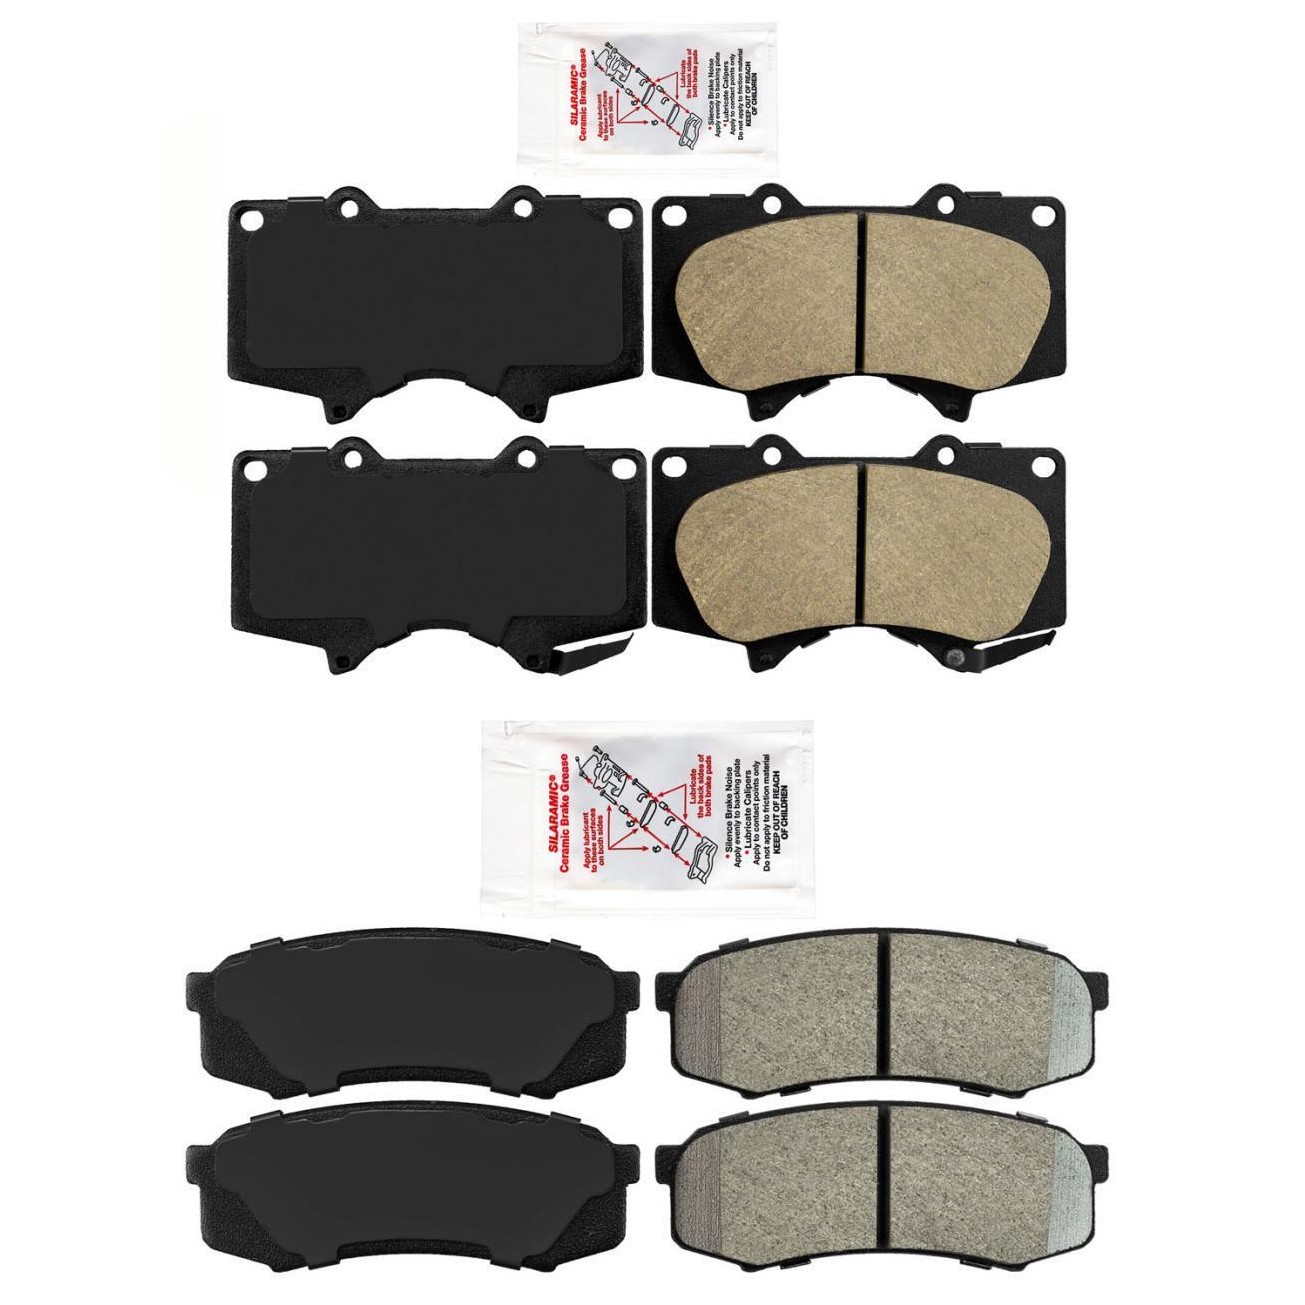 SILARAMIC®
Ceramic Brake Grease
Apply lubricant
to these surfaces
on both sides
Lubricate
the back sides of
both brake pads
* Silence Brake Noise
Apply evenly to backing plate
* Lubricate Calipers
Apply to contact points only
Do not apply to friction material
KEEP OUT OF REACH
OF CHILDREN
SILARAMIC®
Ceramic Brake Grease
Apply lubricant
to these surfaces
on both sides
Lubricate
the back sides of
both brake pads
* Silence Brake Noise
Apply evenly to backing plate
* Lubricate Calipers
Apply to contact points only
Do not apply to friction material
KEEP OUT OF REACH
OF CHILDREN